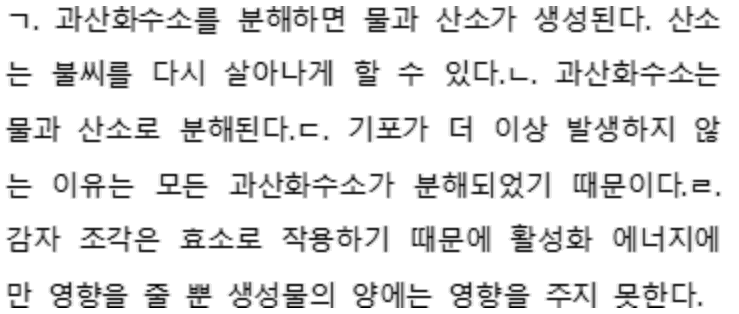 ㄱ. 과산화수소를 분해하면 물과 산소가 생성된다. 산소
는 불씨를 다시 살아나게 할 수 있다.ㄴ. 과산화수소는
물과 산소로 분해된다.ㄷ. 기포가 더 이상 발생하지 않
는 이유는 모든 과산화수소가 분해되었기 때문이다.ㄹ.
감자 조각은 효소로 작용하기 때문에 활성화 에너지에
만 영향을 줄 뿐 생성물의 양에는 영향을 주지 못한다.